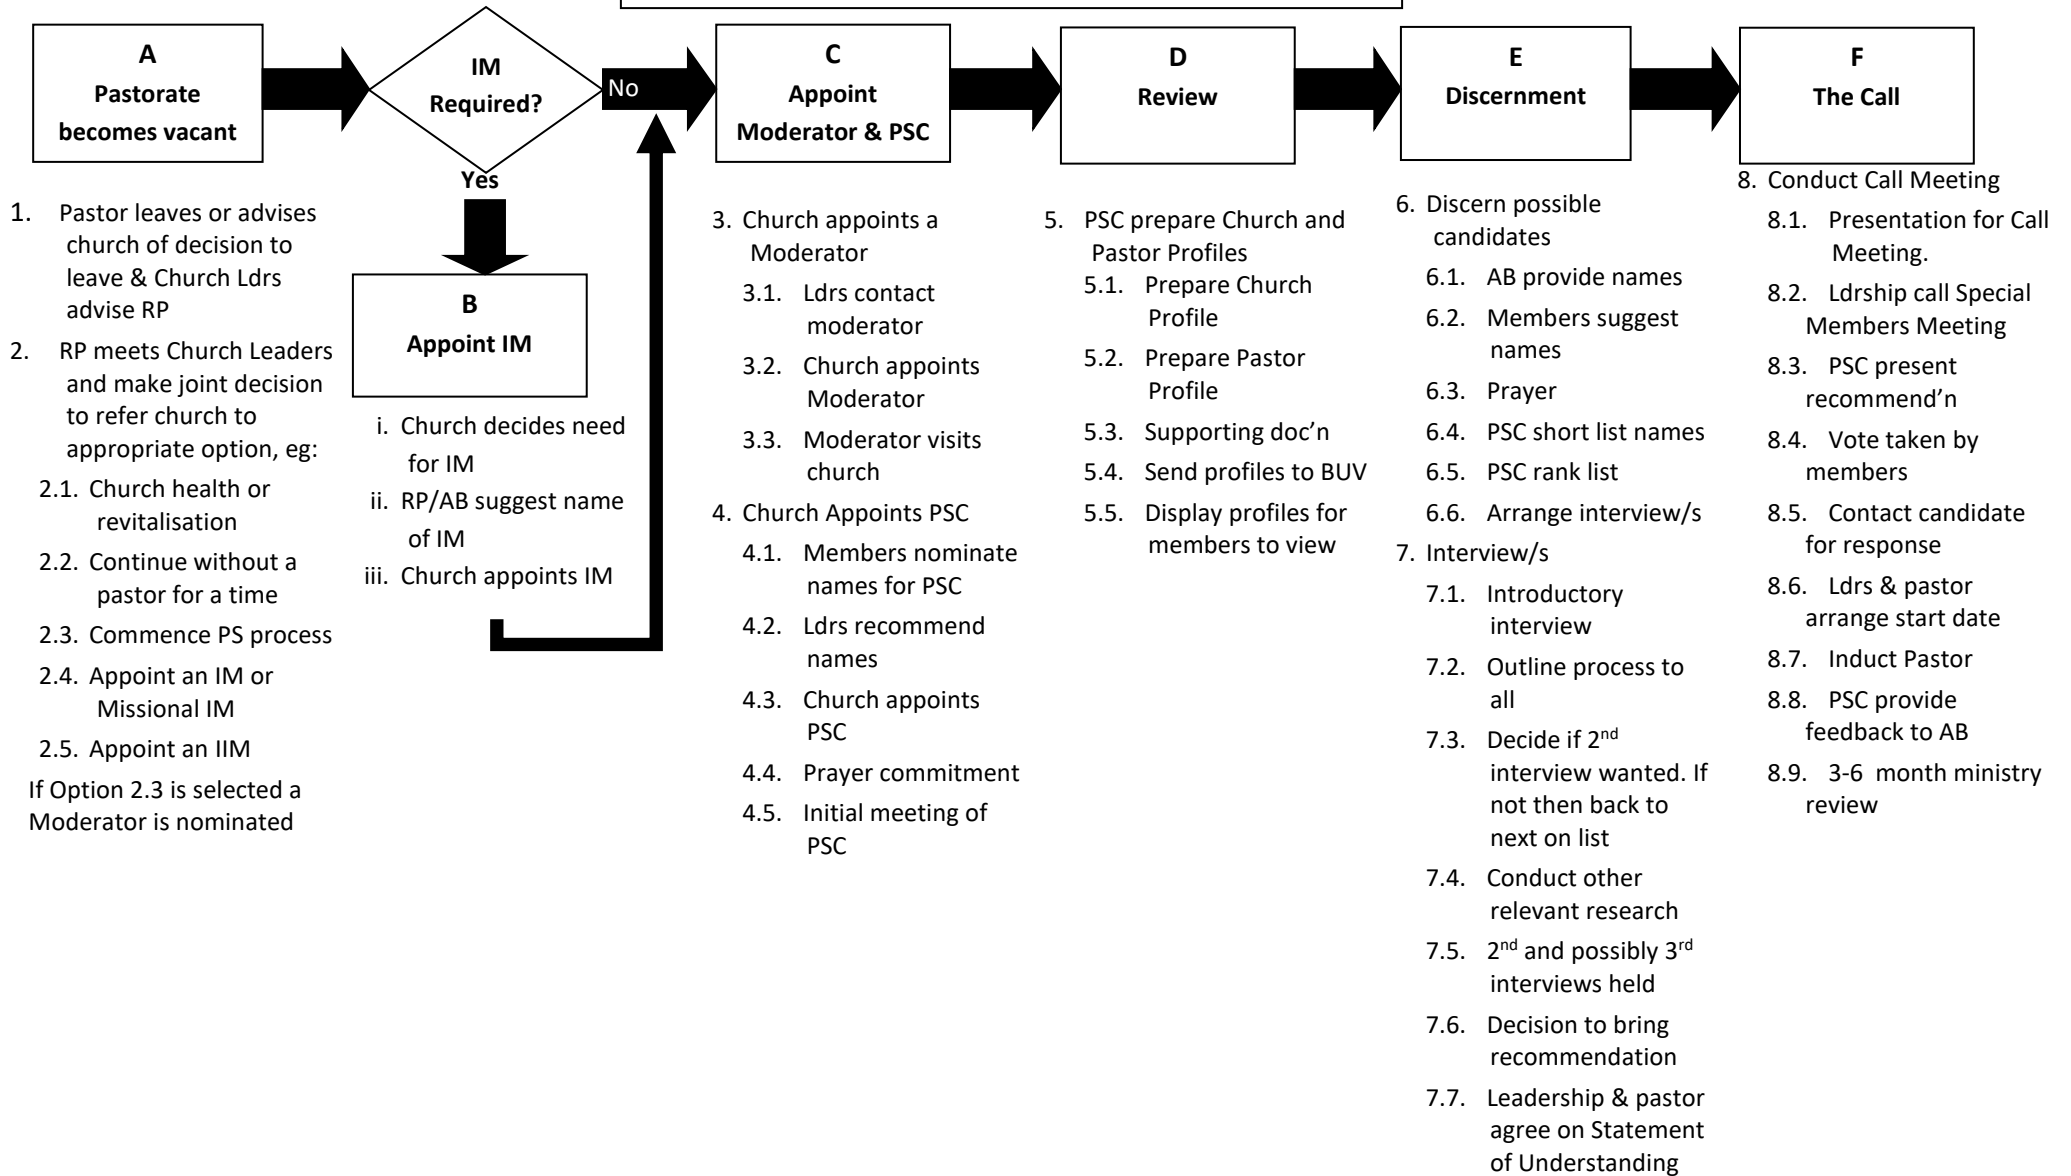 A
Pastorate
becomes vacant
IM
Required?
No
Yes
C
Appoint
Moderator & PSC
D
Review
E
Discernment
F
The Call
1. Pastor leaves or advises
church of decision to
leave & Church Ldrs
advise RP
2. RP meets Church Leaders
and make joint decision
to refer church to
appropriate option, eg:
2.1. Church health or
revitalisation
2.2. Continue without a
pastor for a time
2.3. Commence PS process
2.4. Appoint an IM or
Missional IM
2.5. Appoint an IIM
If Option 2.3 is selected a
Moderator is nominated
B
Appoint IM
i. Church decides need
for IM
ii. RP/AB suggest name
of IM
iii. Church appoints IM
3. Church appoints a
Moderator
3.1. Ldrs contact
moderator
3.2. Church appoints
Moderator
3.3. Moderator visits
church
4. Church Appoints PSC
4.1. Members nominate
names for PSC
4.2. Ldrs recommend
names
4.3. Church appoints
PSC
4.4. Prayer commitment
4.5. Initial meeting of
PSC
5. PSC prepare Church and
Pastor Profiles
5.1. Prepare Church
Profile
5.2. Prepare Pastor
Profile
5.3. Supporting doc’n
5.4. Send profiles to BUV
5.5. Display profiles for
members to view
6. Discern possible
candidates
6.1. AB provide names
6.2. Members suggest
names
6.3. Prayer
6.4. PSC short list names
6.5. PSC rank list
6.6. Arrange interview/s
7. Interview/s
7.1. Introductory
interview
7.2. Outline process to
all
7.3. Decide if 2nd
interview wanted. If
not then back to
next on list
7.4. Conduct other
relevant research
7.5. 2nd and possibly 3rd
interviews held
7.6. Decision to bring
recommendation
7.7. Leadership & pastor
agree on Statement
of Understanding
8. Conduct Call Meeting
8.1. Presentation for Call
Meeting.
8.2. Ldrship call Special
Members Meeting
8.3. PSC present
recommend’n
8.4. Vote taken by
members
8.5. Contact candidate
for response
8.6. Ldrs & pastor
arrange start date
8.7. Induct Pastor
8.8. PSC provide
feedback to AB
8.9. 3-6 month ministry
review